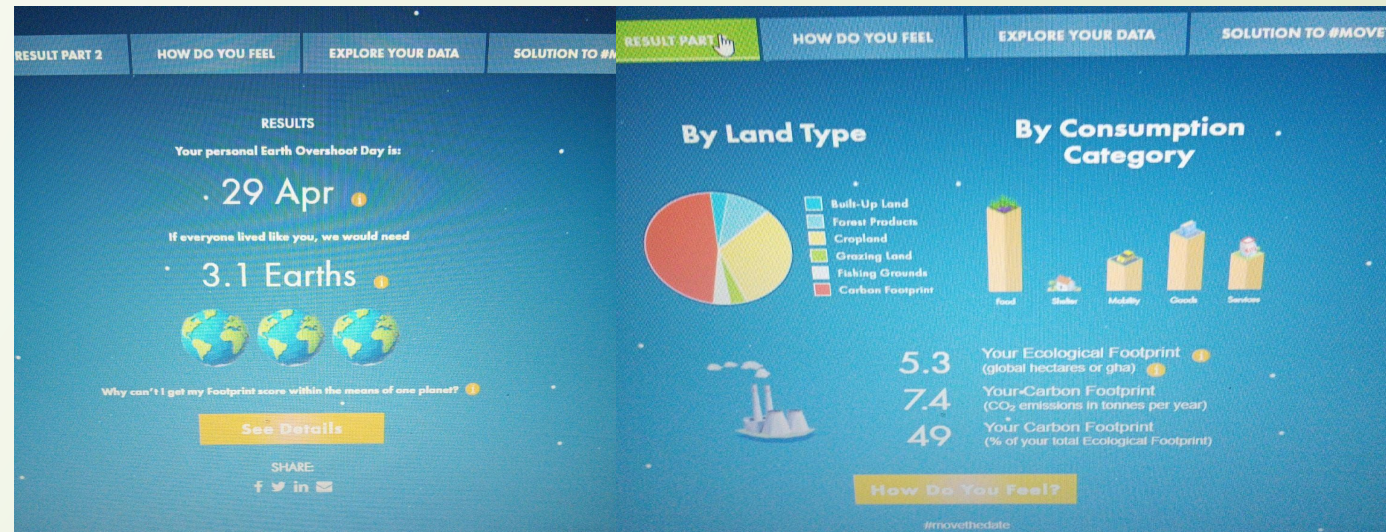 RESULT PART 2
HOW DO YOU FEEL
EXPLORE YOUR DATA
SOLUTION TO #M
RESULTS
Your personal Earth Overshoot Day is:
29 Apr
If everyone lived like you, we would need
3.1 Earths
Why can't I get my Footprint score within the means of one planet?
See Details
SHARE:
RESULT PART
HOW DO YOU FEEL
EXPLORE YOUR DATA
SOLUTION TO #MOVE
By Land Type
Built-Up Land
Forest Products
Cropland
Grazing Land
Fishing Grounds
Carbon Footprint
By Consumption
Category
Food
Shelter
Mobility
Goods
Services
5.3
Your Ecological Footprint
(global hectares or gha)
7.4
Your Carbon Footprint
(CO₂ emissions in tonnes per year)
49
Your Carbon Footprint
(% of your total Ecological Footprint)
How Do You Feel?
#movethedate